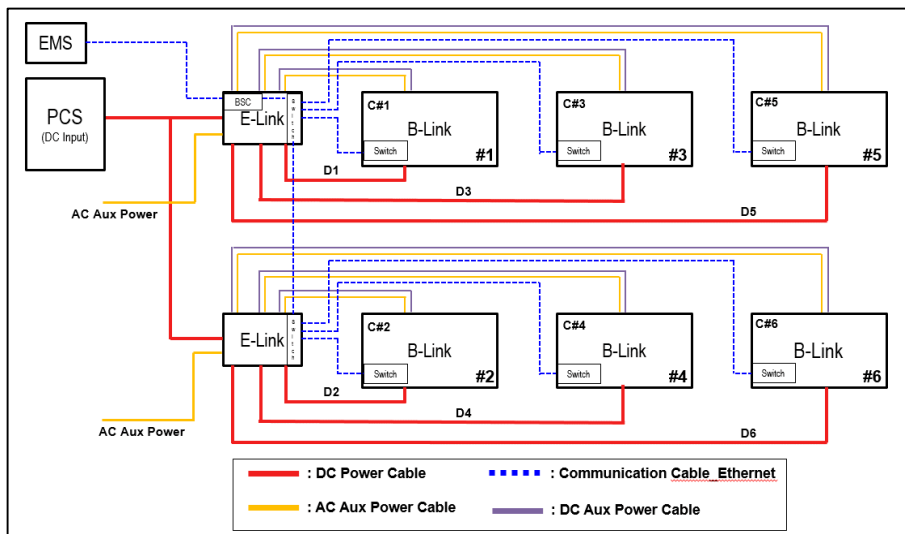 EMS
PCS
(DC Input)
BSC
E-Link
SWITCH
AC Aux Power
C#1
B-Link
Switch
#1
C#3
B-Link
Switch
#3
C#5
B-Link
Switch
#5
D1
D3
D5
E-Link
SWITCH
AC Aux Power
C#2
B-Link
Switch
#2
C#4
B-Link
Switch
#4
C#6
B-Link
Switch
#6
D2
D4
D6
: DC Power Cable
: Communication Cable_Ethernet
: AC Aux Power Cable
: DC Aux Power Cable